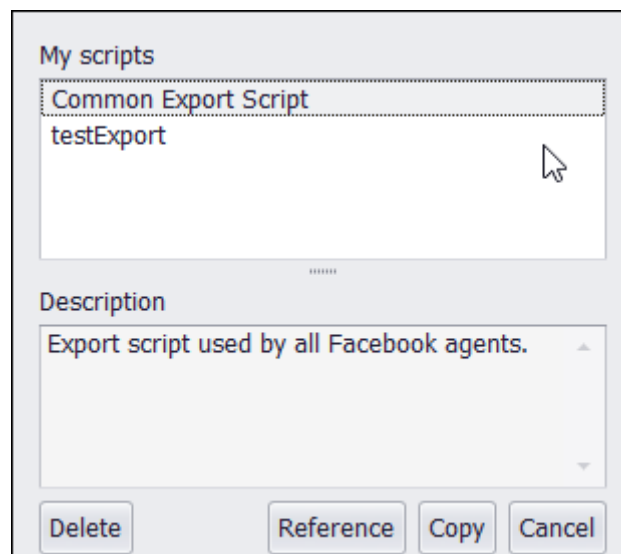 My scripts
Common Export Script
testExport
Description
Export script used by all Facebook agents.
Delete
Reference
Copy
Cancel